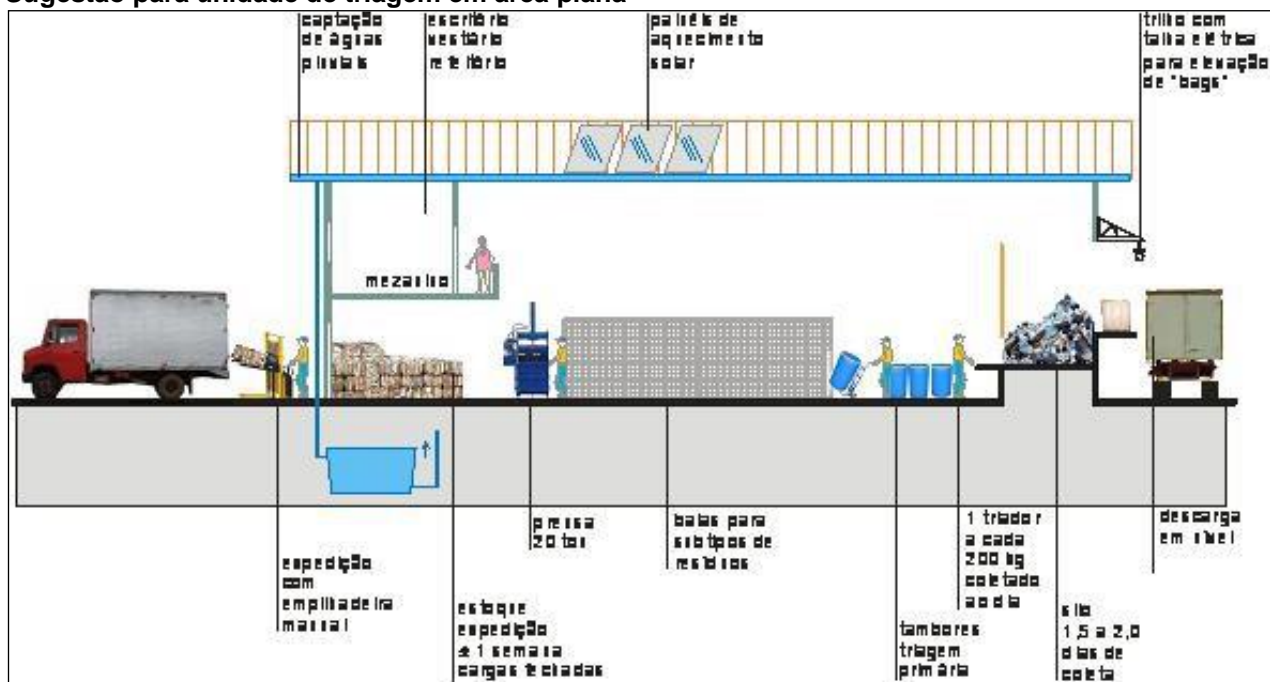 Sugestão para unidade de triagem em área plana
captação
de águas
pluviais
escritório
vestiário
refeitório
painéis de
aquecimento
solar
trilho com
talha elétrica
para elevação
de "bags"
mezanino
expedição
com
empilhadeira
manual
estoque
expedição
± 1 semana
cargas fechadas
prensa
20 ton
baias para
subtipos de
resíduos
tambores
triagem
primária
1 triador
a cada
200 kg
coletado
ao dia
silo
1,5 a 2,0
dias de
coleta
descarga
em nível